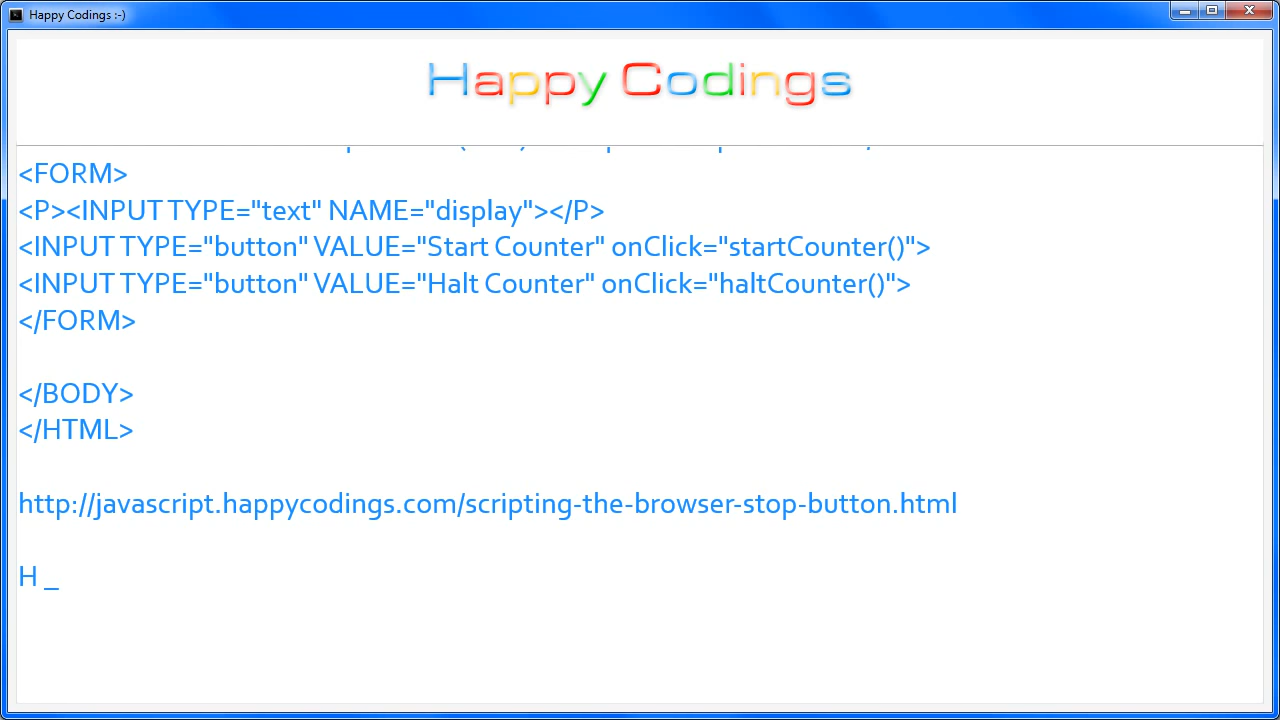 Happy Codings :-)
Happy Codings
<FORM>
<P><INPUT TYPE="text" NAME="display"></P>
<INPUT TYPE="button" VALUE="Start Counter" onClick="startCounter()">
<INPUT TYPE="button" VALUE="Halt Counter" onClick="haltCounter()">
</FORM>
</BODY>
</HTML>
http://javascript.happycodings.com/scripting-the-browser-stop-button.html
H _